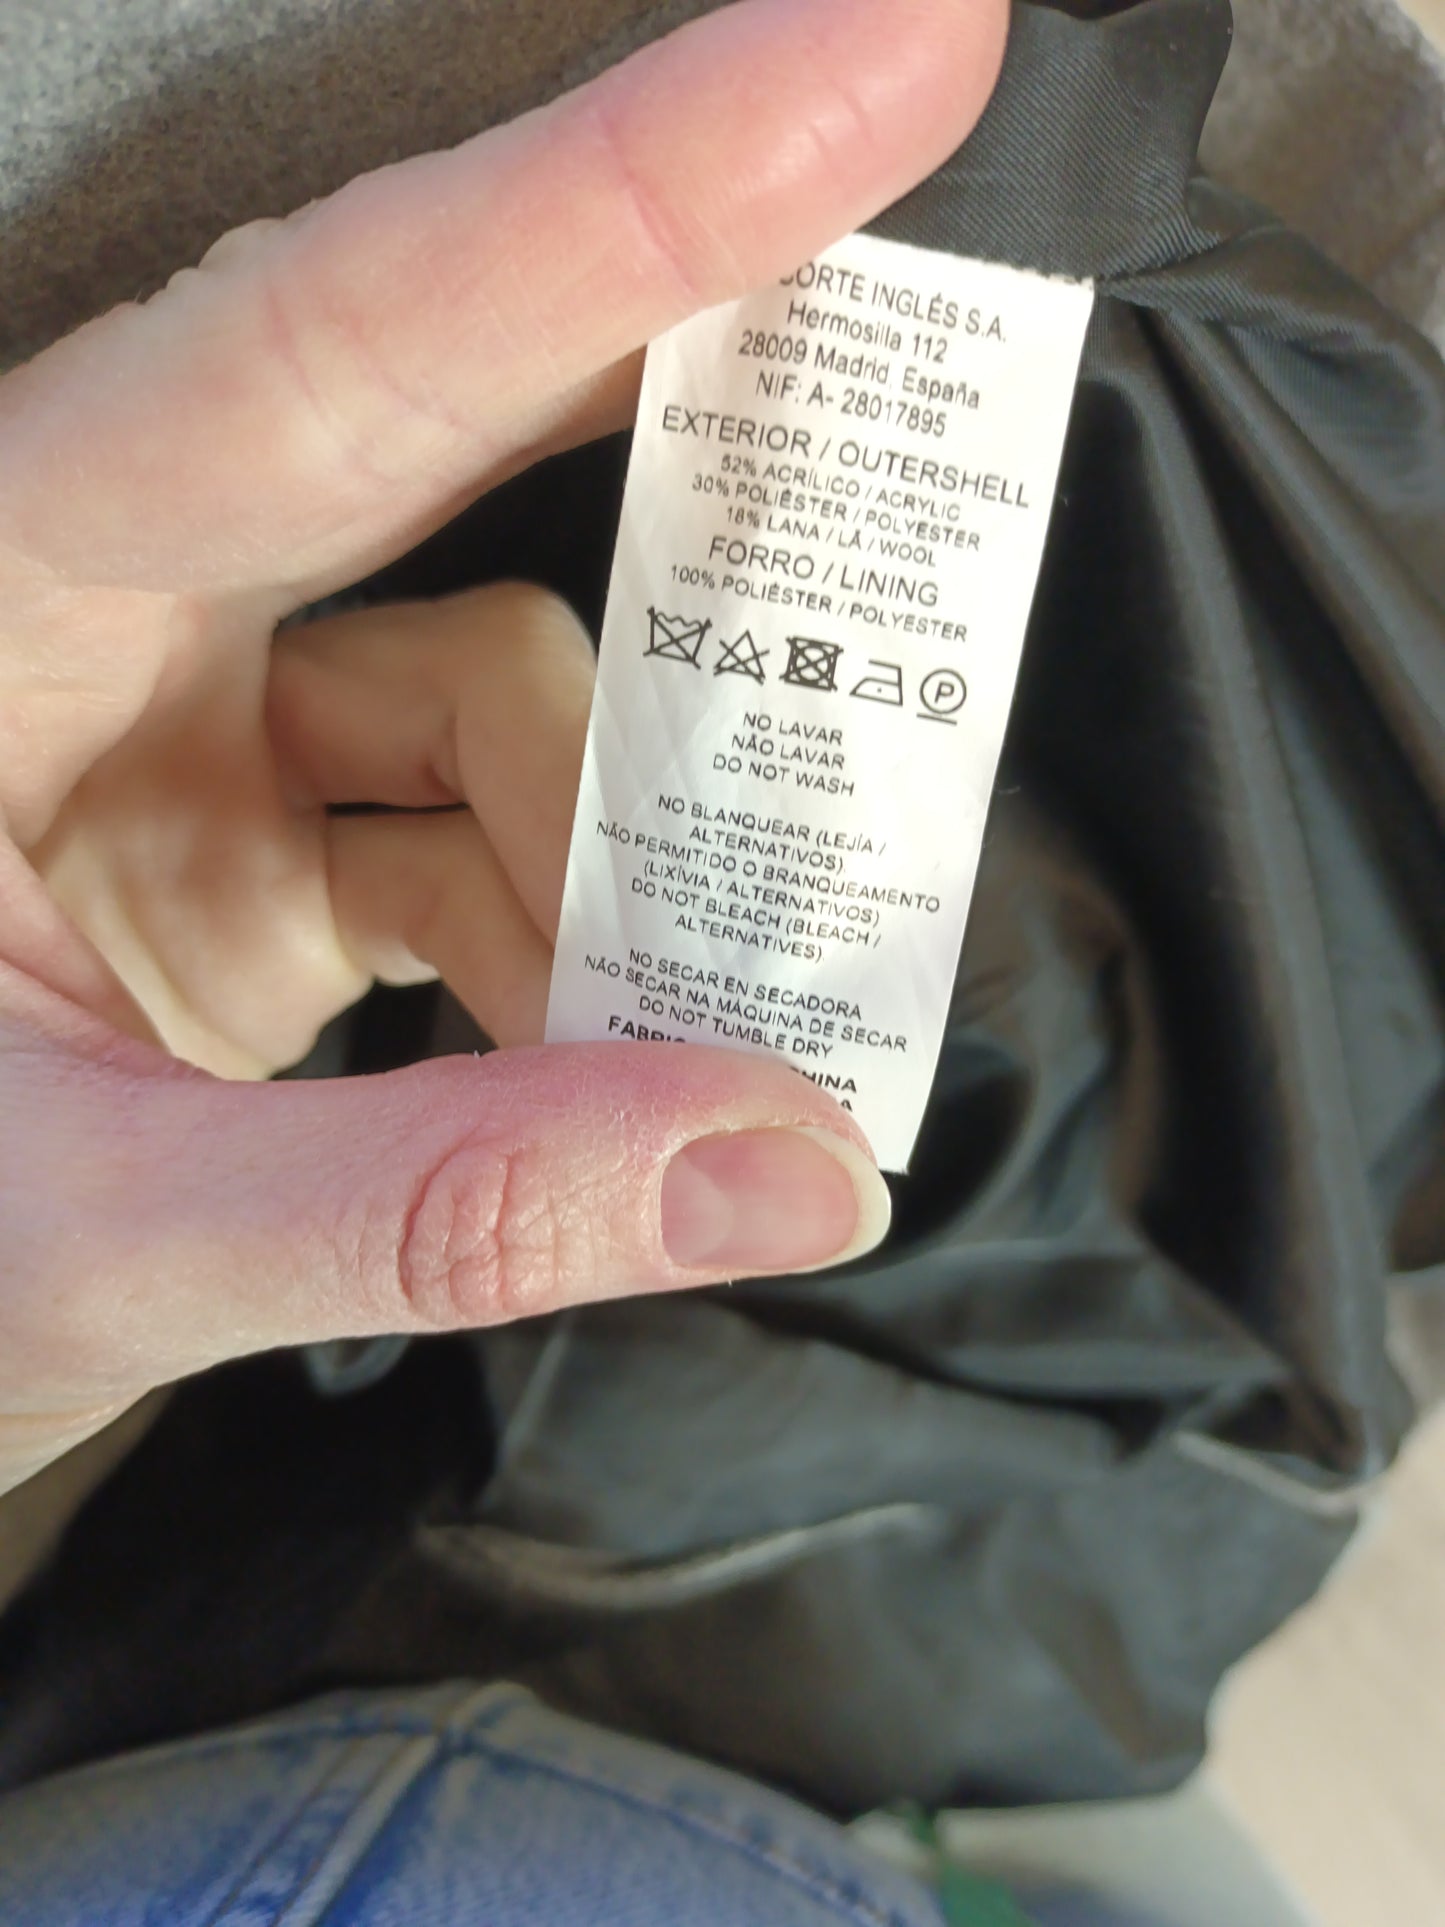 CORTE INGLÉS S.A.
Hermosilla 112
28009 Madrid, España
NIF: A- 28017895
EXTERIOR / OUTERSHELL
52% ACRÍLICO / ACRYLIC
30% POLIÉSTER / POLYESTER
18% LANA / LÃ / WOOL
FORRO / LINING
100% POLIÉSTER / POLYESTER
P
NO LAVAR
NÃO LAVAR
DO NOT WASH
NO BLANQUEAR (LEJÍA /
ALTERNATIVOS).
NÃO PERMITIDO O BRANQUEAMENTO
(LIXÍVIA / ALTERNATIVOS)
DO NOT BLEACH (BLEACH /
ALTERNATIVES).
NO SECAR EN SECADORA
NÃO SECAR NA MÁQUINA DE SECAR
DO NOT TUMBLE DRY